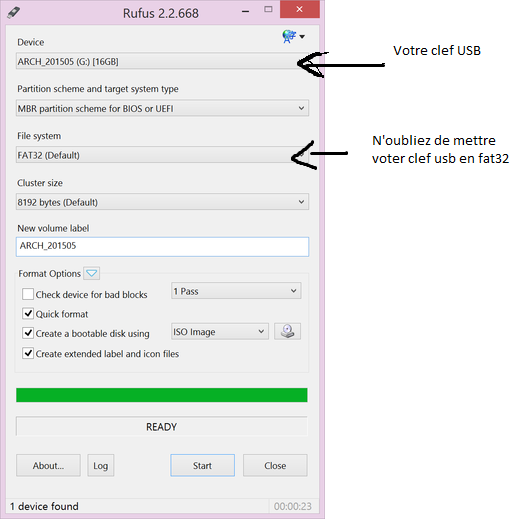 Rufus 2.2.668
Device
ARCH_201505 (G:) [16GB]
Votre clef USB
Partition scheme and target system type
MBR partition scheme for BIOS or UEFI
File system
FAT32 (Default)
N'oubliez de mettre
voter clef usb en fat32
Cluster size
8192 bytes (Default)
New volume label
ARCH_201505
Format Options
Check device for bad blocks
1 Pass
Quick format
Create a bootable disk using
ISO Image
Create extended label and icon files
READY
About...
Log
Start
Close
1 device found
00:00:23